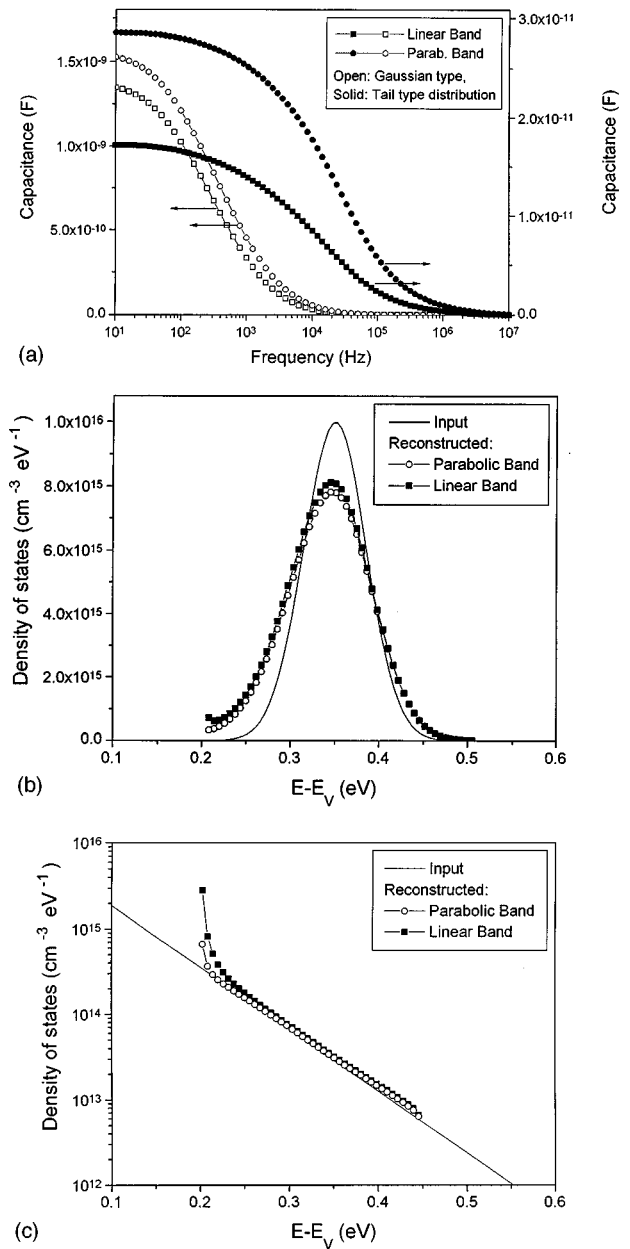 Linear Band
Parab. Band
Open: Gaussian type,
Solid: Tail type distribution
Capacitance (F)
1.5x10⁻⁹
1.0x10⁻⁹
5.0x10⁻¹⁰
0.0
3.0x10⁻¹¹
2.0x10⁻¹¹
1.0x10⁻¹¹
0.0
Capacitance (F)
10¹ 10² 10³ 10⁴ 10⁵ 10⁶ 10⁷
Frequency (Hz)
(a)
Input
Reconstructed:
Parabolic Band
Linear Band
Density of states (cm⁻³ eV⁻¹)
1.0x10¹⁶
8.0x10¹⁵
6.0x10¹⁵
4.0x10¹⁵
2.0x10¹⁵
0.0
0.1 0.2 0.3 0.4 0.5 0.6
E-E_V (eV)
(b)
Input
Reconstructed:
Parabolic Band
Linear Band
Density of states (cm⁻³ eV⁻¹)
10¹⁶
10¹⁵
10¹⁴
10¹³
10¹²
0.1 0.2 0.3 0.4 0.5 0.6
E-E_V (eV)
(c)